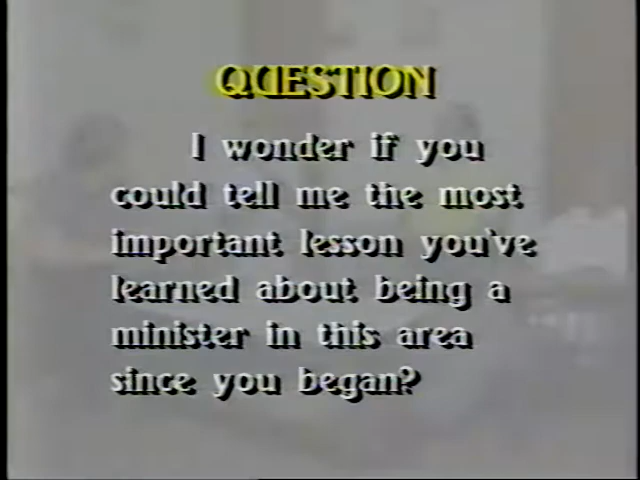 QUESTION
I wonder if you
could tell me the most
important lesson you've
learned about being a
minister in this area
since you began?